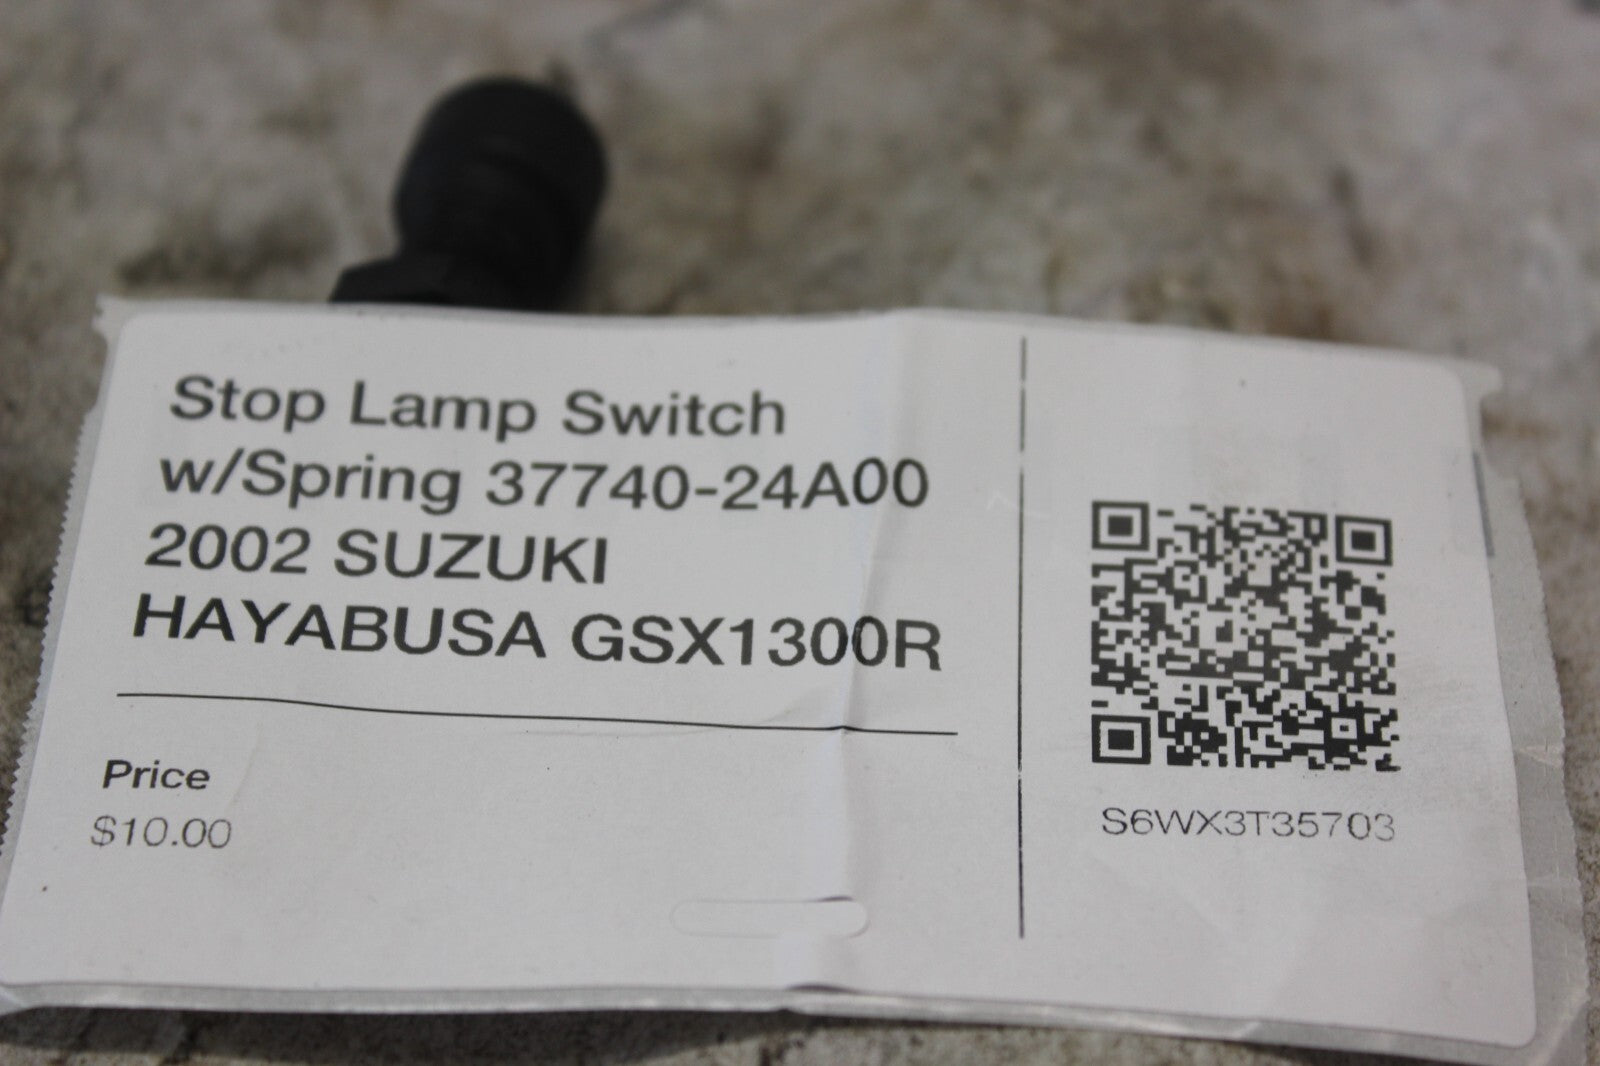 Stop Lamp Switch
w/Spring 37740-24A00
2002 SUZUKI
HAYABUSA GSX1300R
Price
$10.00
S6WX3T35703